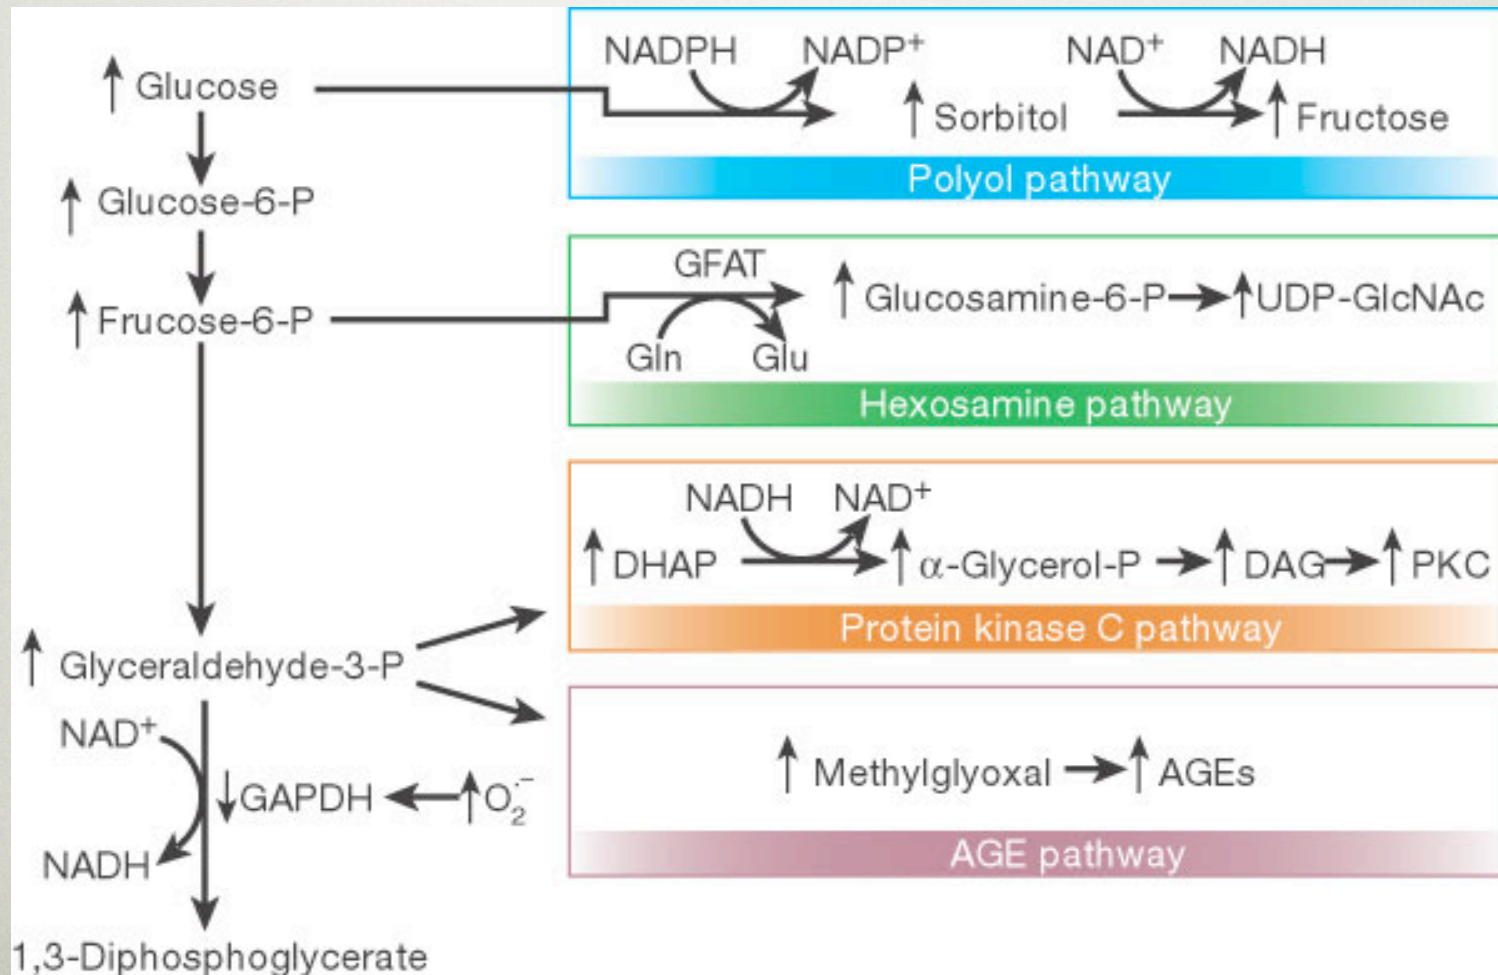 ↑ Glucose
↑ Glucose-6-P
↑ Frucose-6-P
↑ Glyceraldehyde-3-P
NAD⁺
↓GAPDH ← ↑O₂·⁻
NADH
1,3-Diphosphoglycerate
NADPH NADP⁺ NAD⁺ NADH
↑ Sorbitol ↑ Fructose
Polyol pathway
GFAT
↑ Glucosamine-6-P → ↑UDP-GlcNAc
Gln Glu
Hexosamine pathway
NADH NAD⁺
↑ DHAP → ↑ α-Glycerol-P → ↑ DAG → ↑ PKC
Protein kinase C pathway
↑ Methylglyoxal → ↑ AGEs
AGE pathway